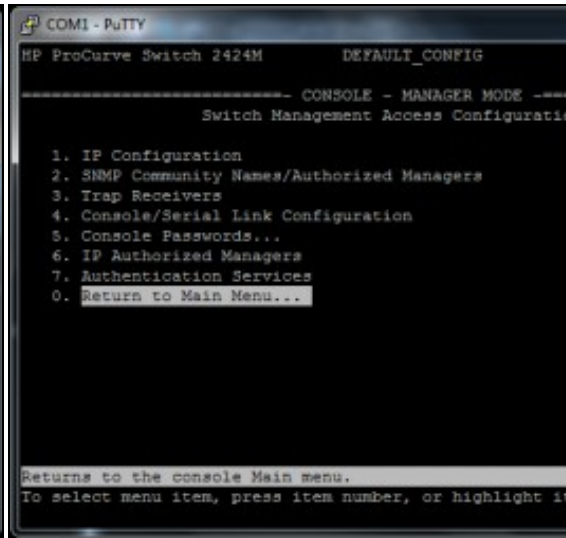 COM1 - PuTTY
HP ProCurve Switch 2424M DEFAULT_CONFIG
==========================- CONSOLE - MANAGER MODE -==
Switch Management Access Configuratio
1. IP Configuration
2. SNMP Community Names/Authorized Managers
3. Trap Receivers
4. Console/Serial Link Configuration
5. Console Passwords...
6. IP Authorized Managers
7. Authentication Services
0. Return to Main Menu...
Returns to the console Main menu.
To select menu item, press item number, or highlight it